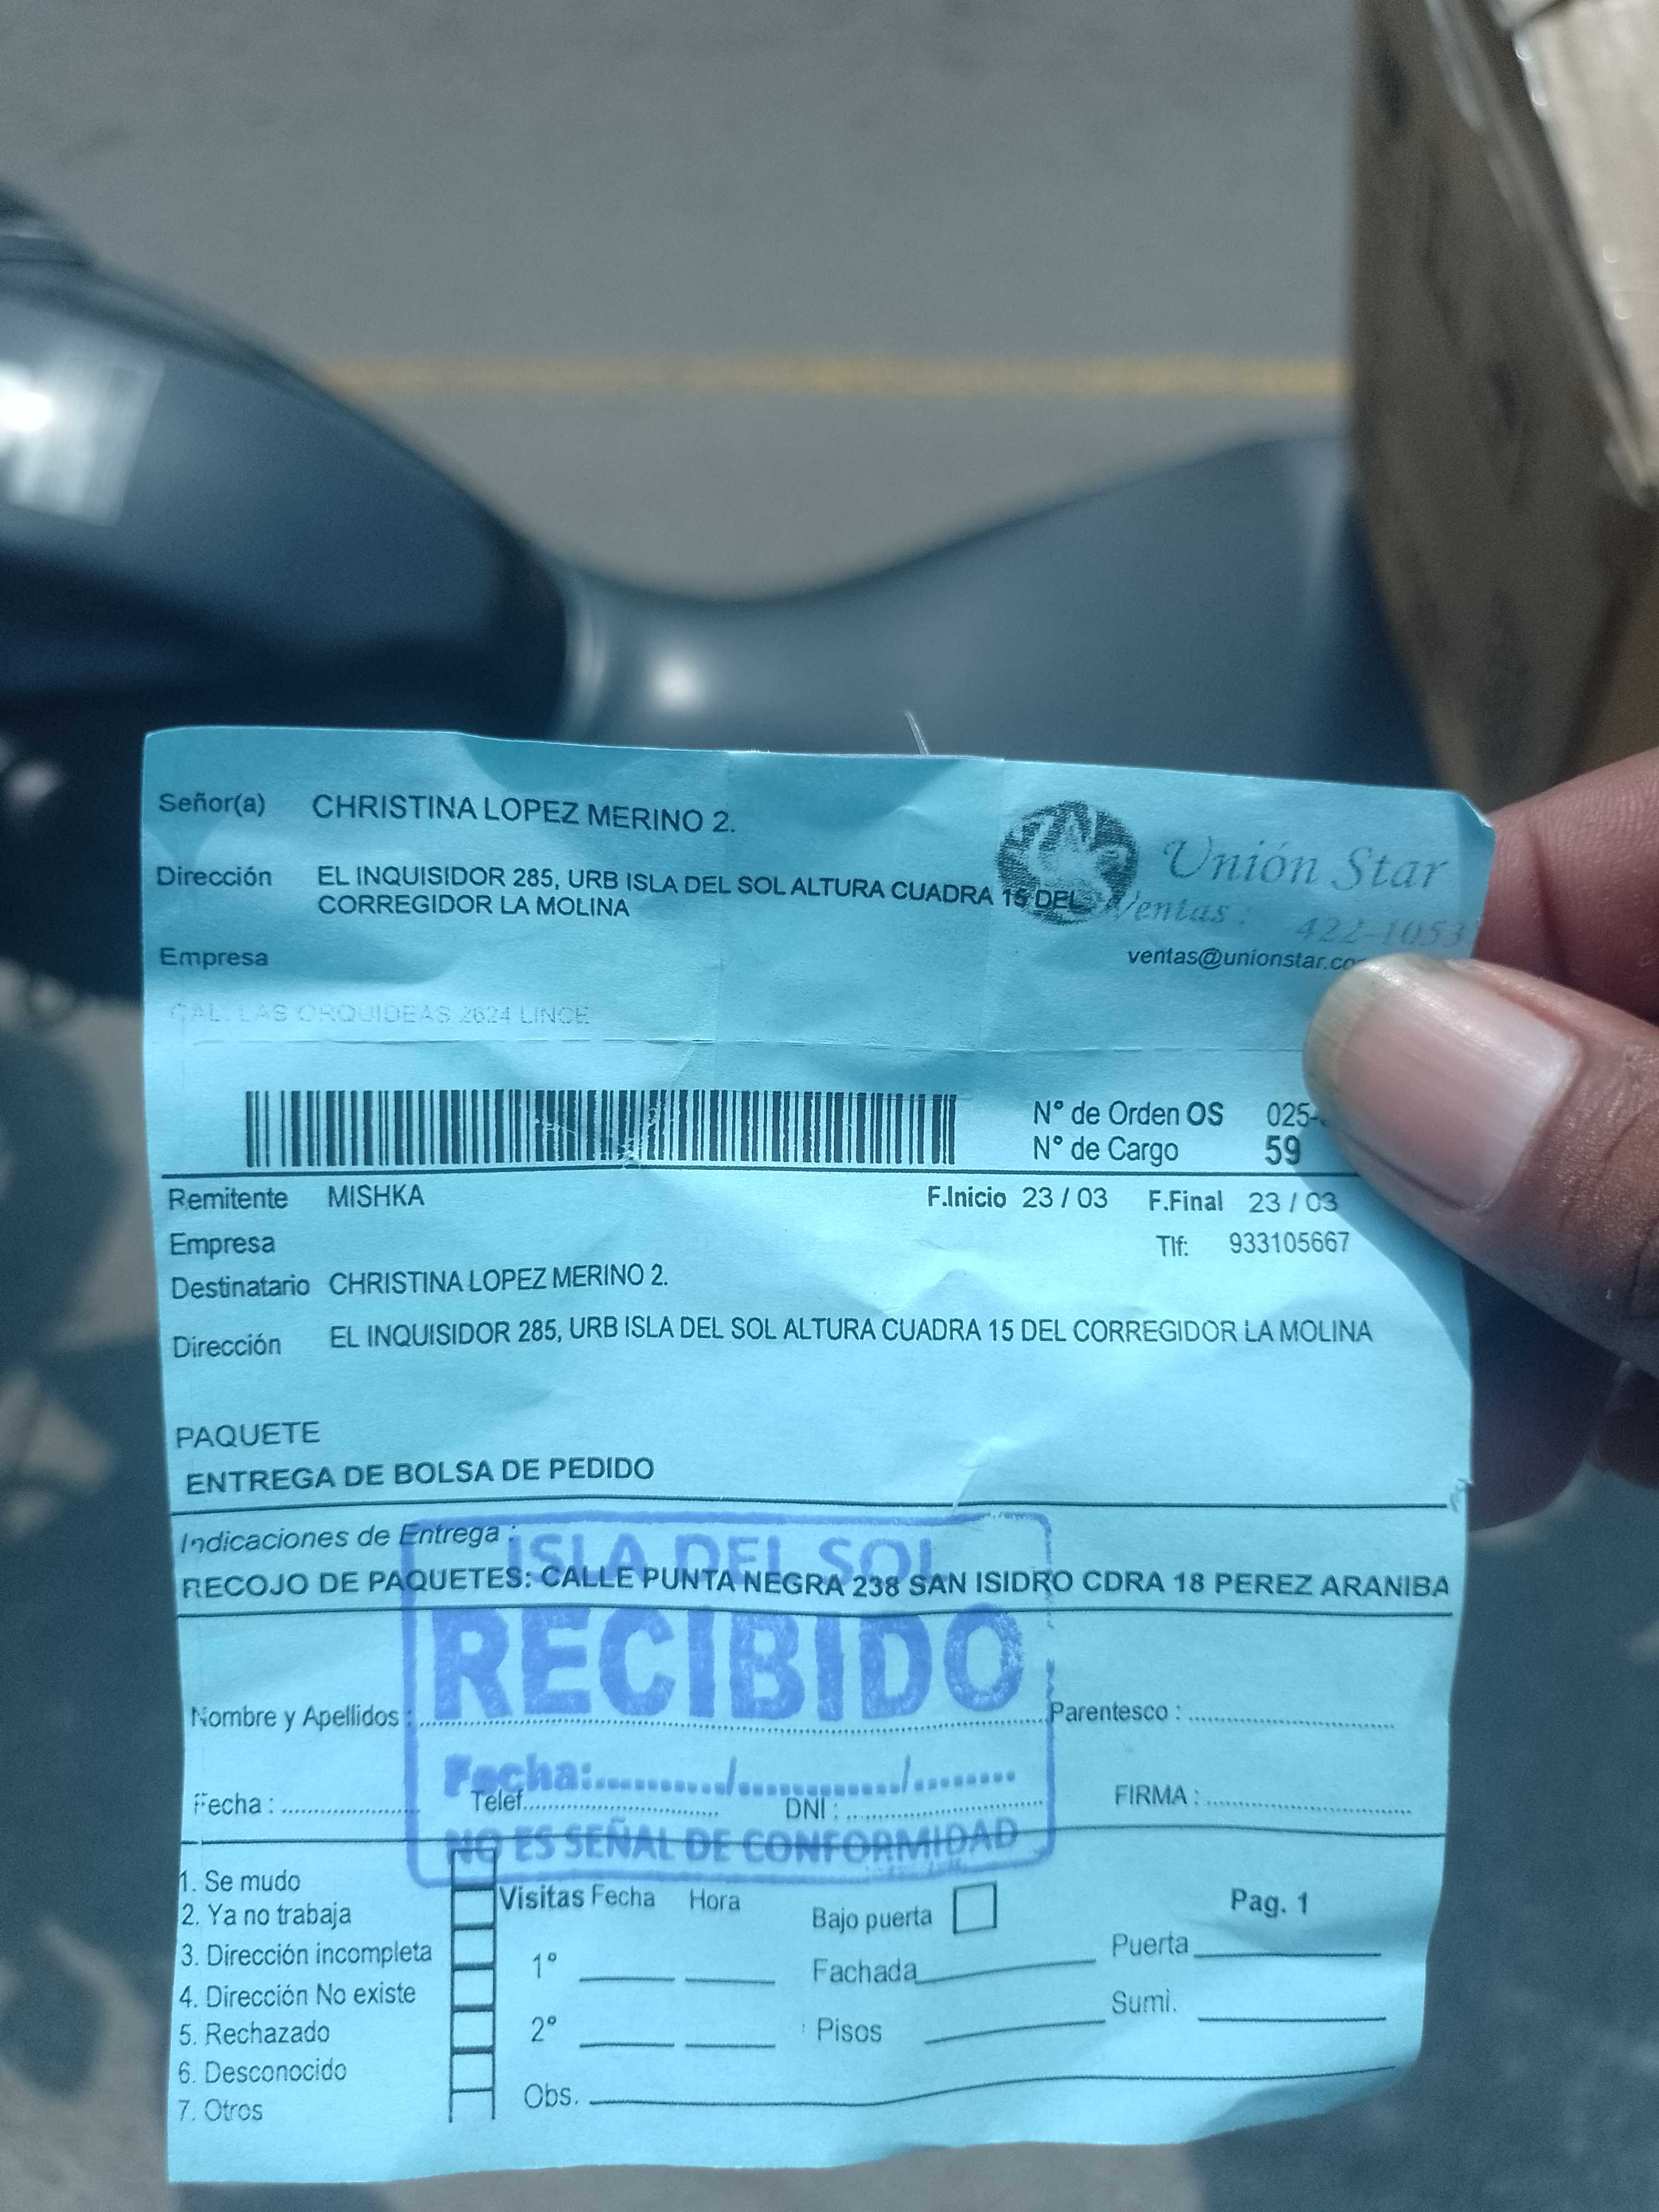 Señor(a) CHRISTINA LOPEZ MERINO 2.
Dirección EL INQUISIDOR 285, URB ISLA DEL SOL ALTURA CUADRA 15 DEL
CORREGIDOR LA MOLINA
Unión Star
Ventas : 422-1053
ventas@unionstar.co
Empresa
CAL. LAS ORQUIDEAS 2624 LINCE
N° de Orden OS 025-
N° de Cargo 59
Remitente MISHKA F.Inicio 23 / 03 F.Final 23 / 03
Empresa Tlf: 933105667
Destinatario CHRISTINA LOPEZ MERINO 2.
Dirección EL INQUISIDOR 285, URB ISLA DEL SOL ALTURA CUADRA 15 DEL CORREGIDOR LA MOLINA
PAQUETE
ENTREGA DE BOLSA DE PEDIDO
Indicaciones de Entrega :
ISLA DEL SOL
RECOJO DE PAQUETES: CALLE PUNTA NEGRA 238 SAN ISIDRO CDRA 18 PEREZ ARANIBA
RECIBIDO
Nombre y Apellidos : Parentesco :
Fecha: / /
Fecha : Telef. DNI : FIRMA :
NO ES SEÑAL DE CONFORMIDAD
1. Se mudo
2. Ya no trabaja
3. Dirección incompleta
4. Dirección No existe
5. Rechazado
6. Desconocido
7. Otros
Visitas Fecha Hora
1°
2°
Obs.
Bajo puerta
Fachada
Pisos
Pag. 1
Puerta
Sumi.